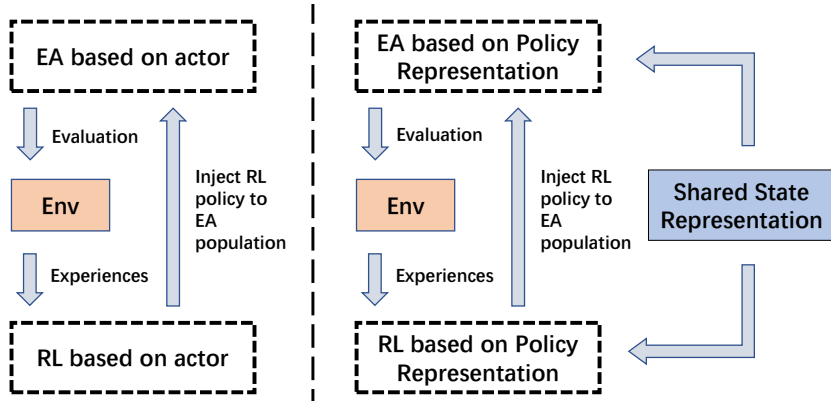 EA based on actor
Evaluation
Env
Inject RL
policy to
EA
population
Experiences
RL based on actor
EA based on Policy
Representation
Evaluation
Env
Inject RL
policy to
EA
population
Experiences
RL based on Policy
Representation
Shared State
Representation